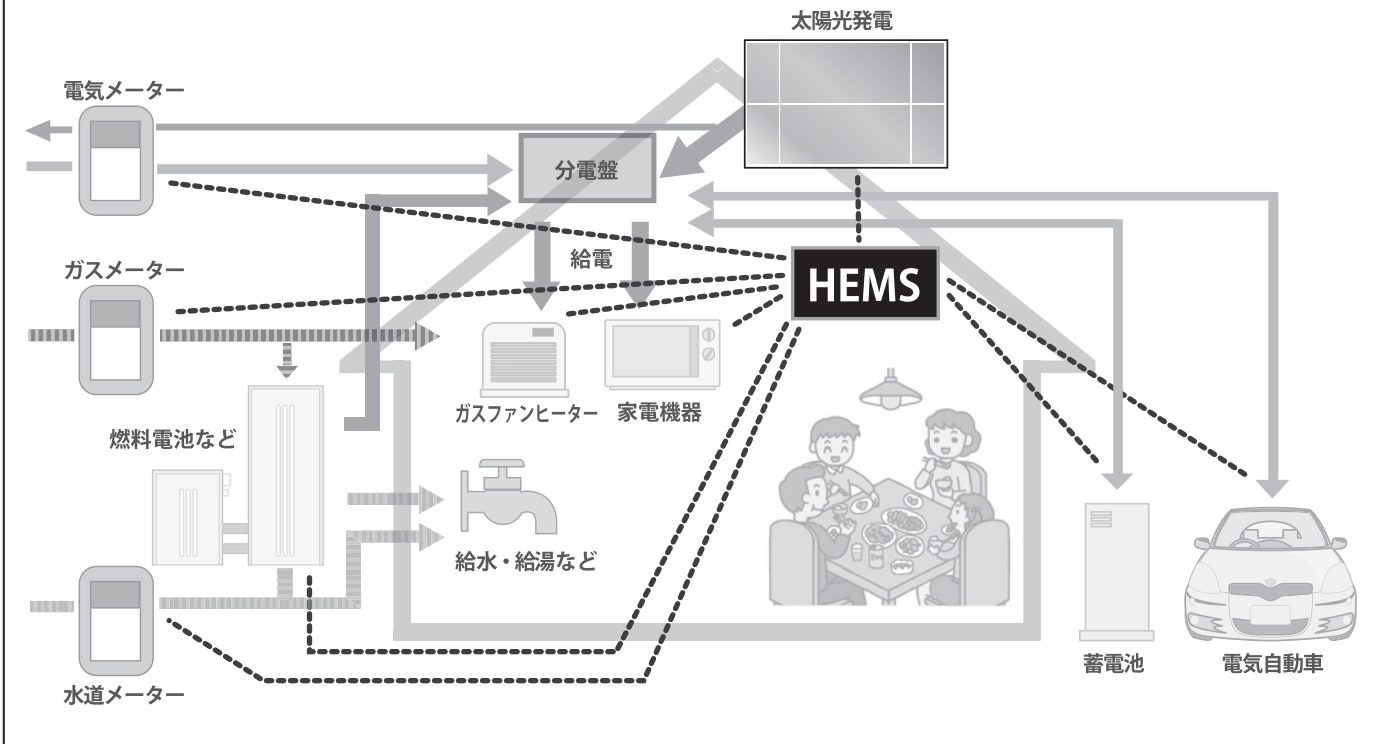 太陽光発電
電気メーター
分電盤
給電
ガスメーター
HEMS
ガスファンヒーター
家電機器
燃料電池など
給水・給湯など
水道メーター
蓄電池
電気自動車